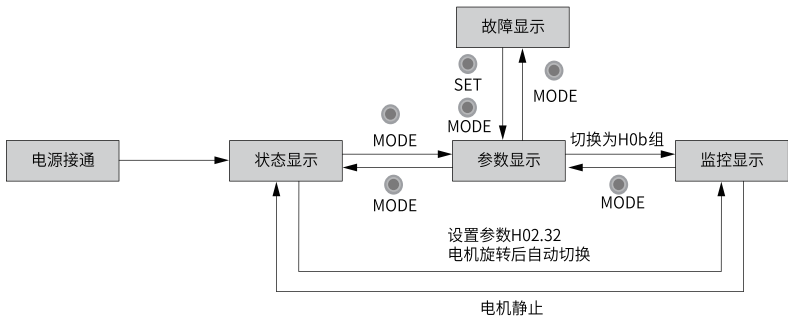 故障显示
SET
MODE
MODE
MODE
切换为H0b组
电源接通
状态显示
参数显示
监控显示
MODE
MODE
设置参数H02.32
电机旋转后自动切换
电机静止